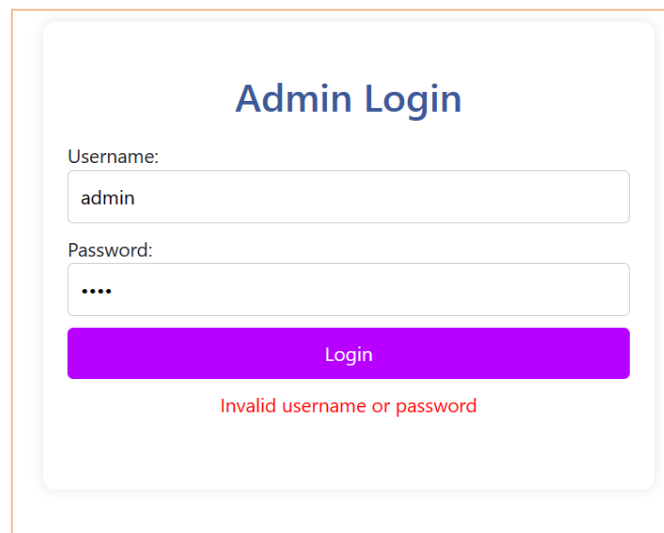 Admin Login
Username:
admin
Password:
••••
Login
Invalid username or password